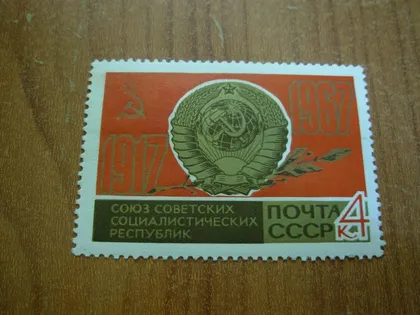 1917 1967
СОЮЗ СОВЕТСКИХ
СОЦИАЛИСТИЧЕСКИХ
РЕСПУБЛИК
ПОЧТА
СССР
4
К